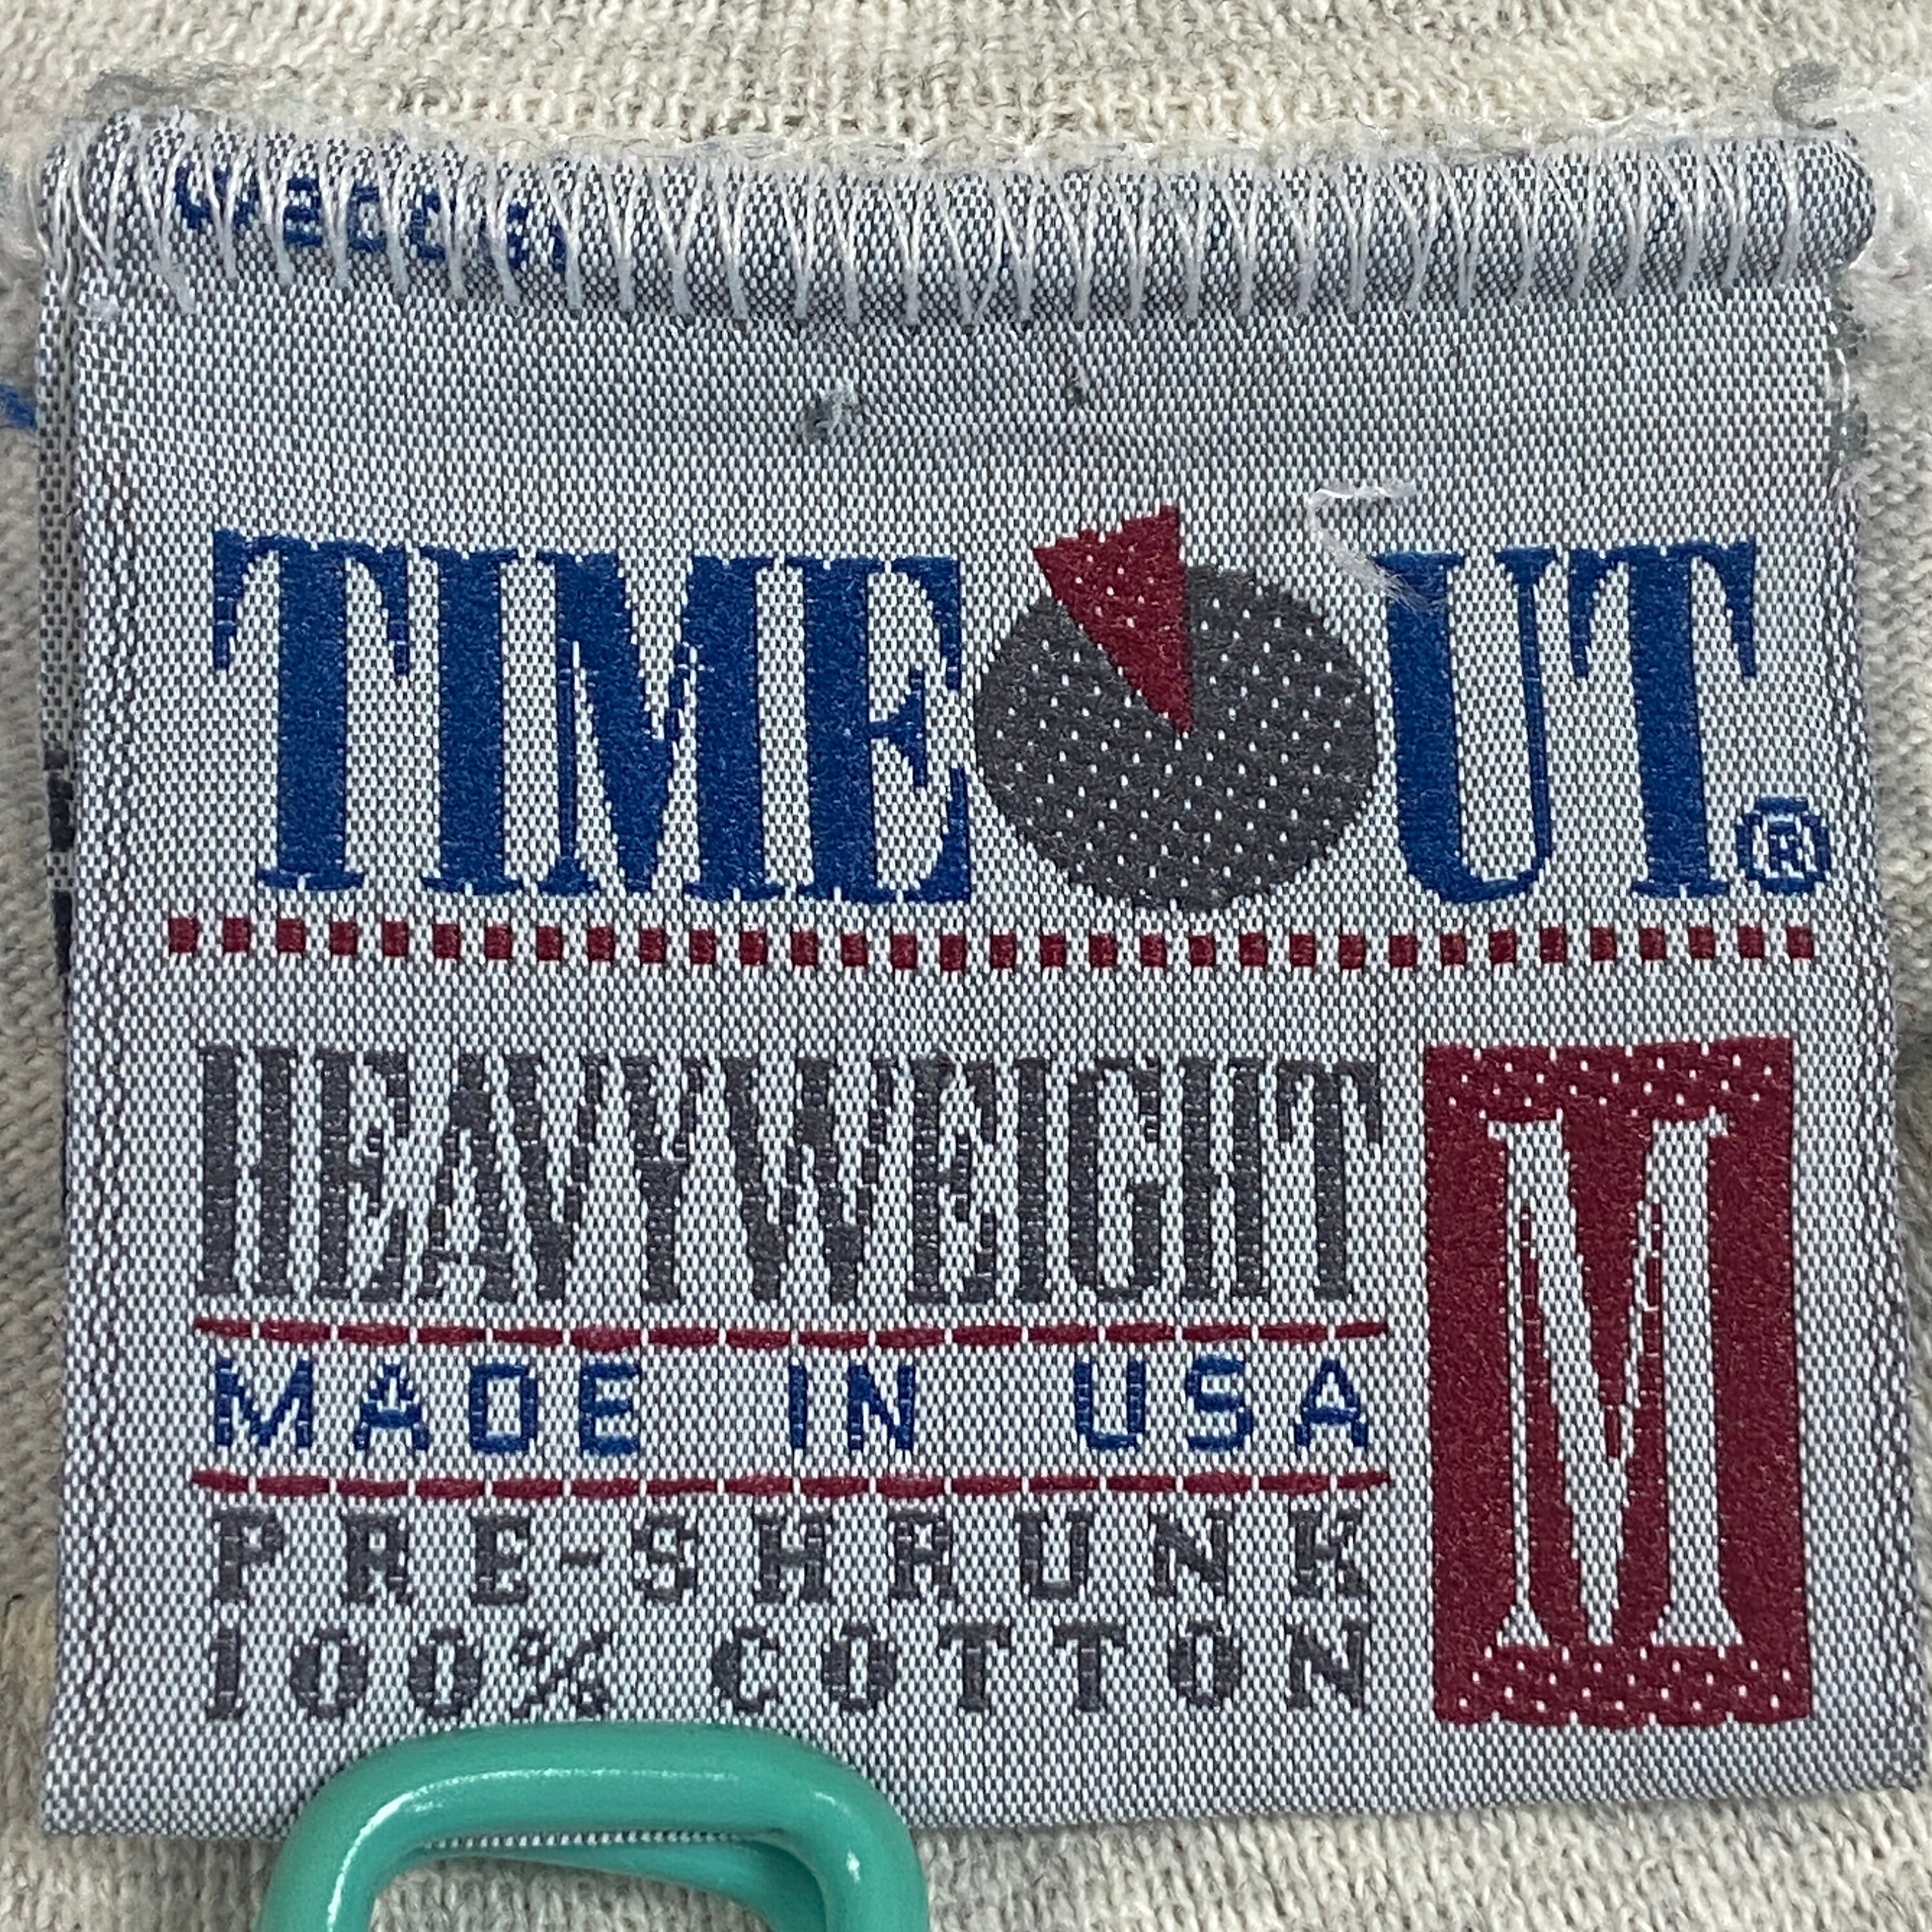 TIME OUT®
HEAVYWEIGHT
M
MADE IN USA
PRE-SHRUNK
100% COTTON